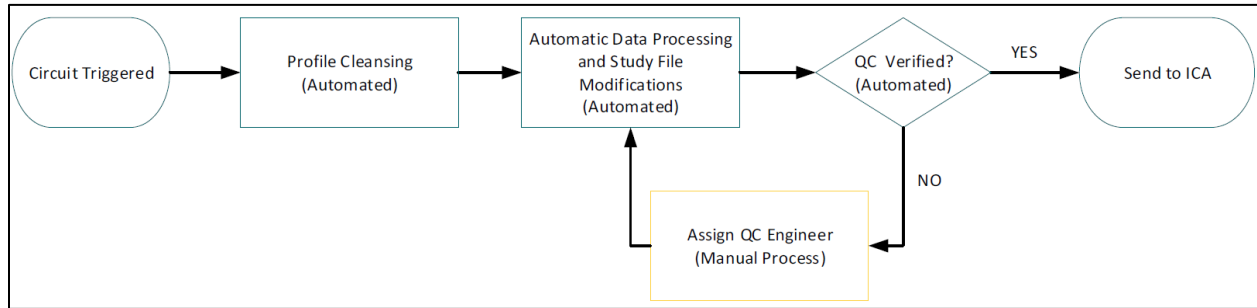 Circuit Triggered
Profile Cleansing
(Automated)
Automatic Data Processing
and Study File
Modifications
(Automated)
QC Verified?
(Automated)
YES
Send to ICA
NO
Assign QC Engineer
(Manual Process)